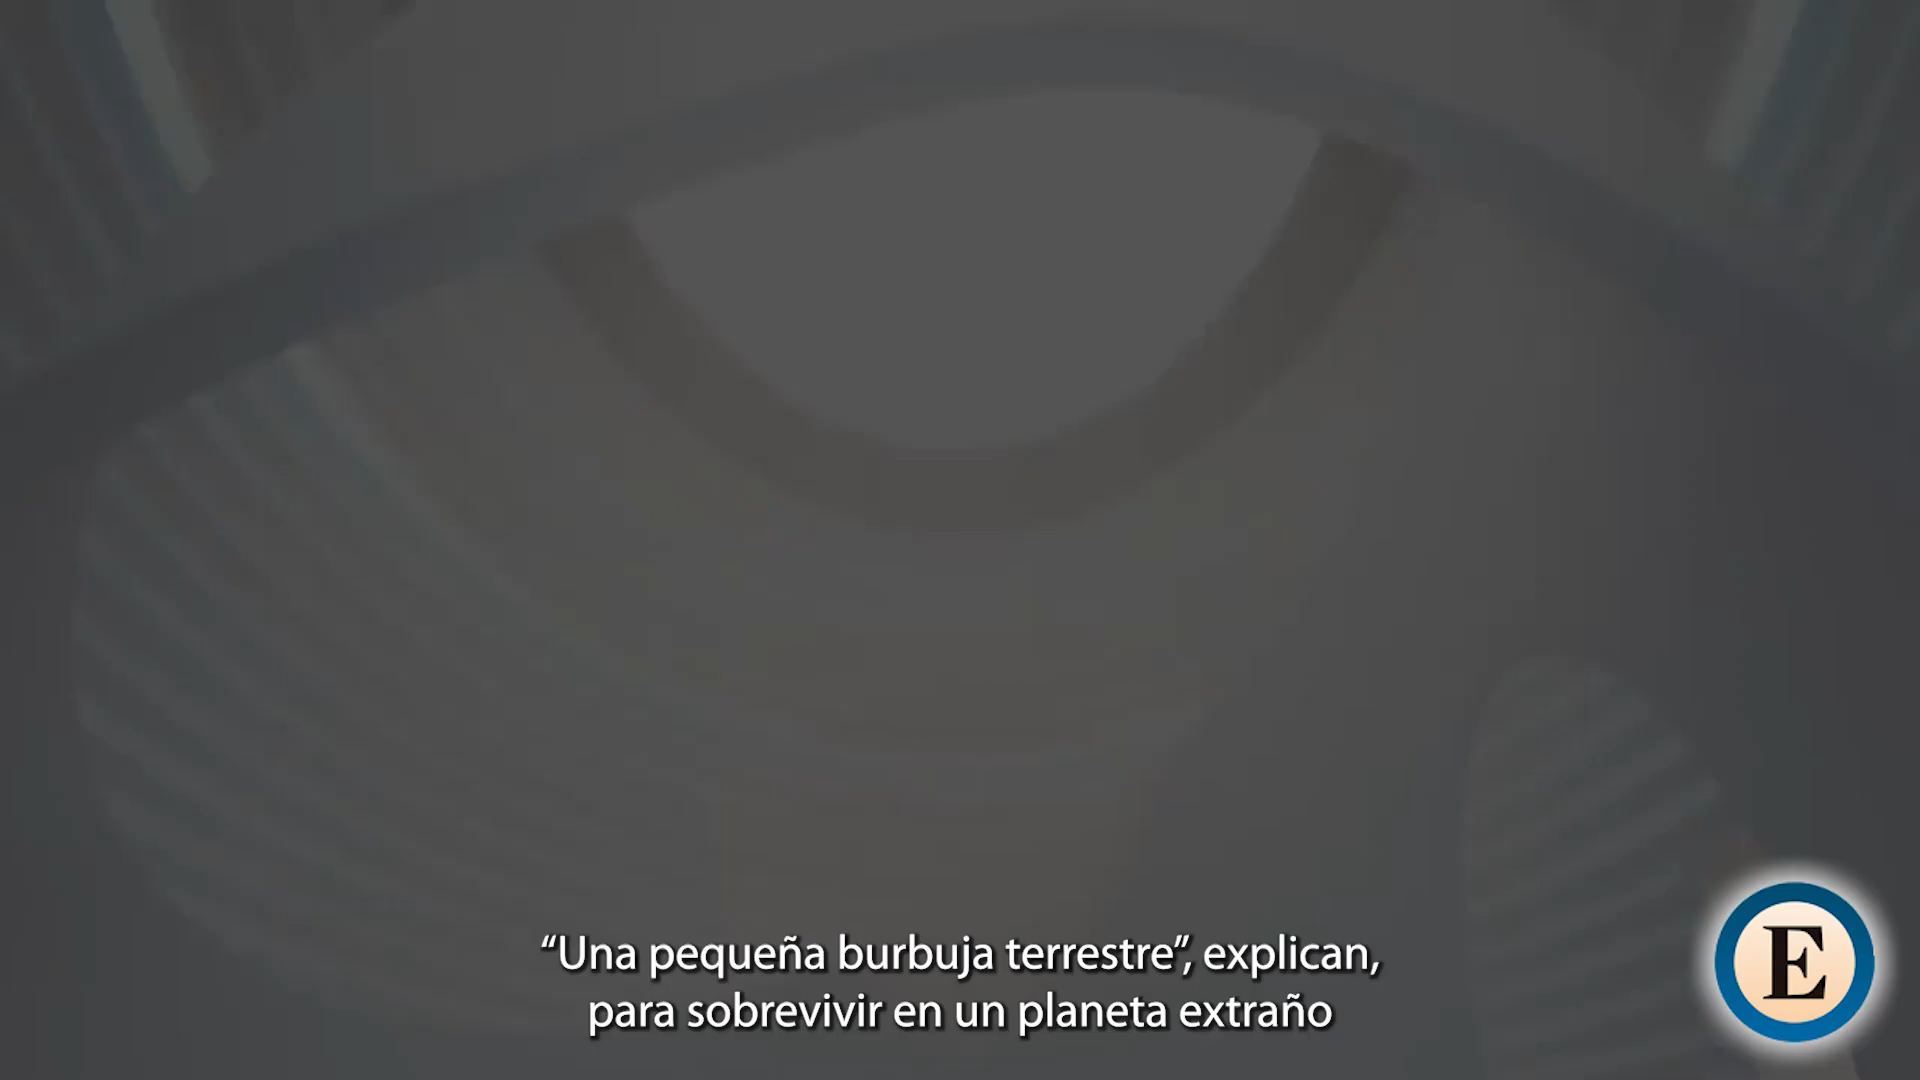 “Una pequeña burbuja terrestre”, explican,
para sobrevivir en un planeta extraño
E